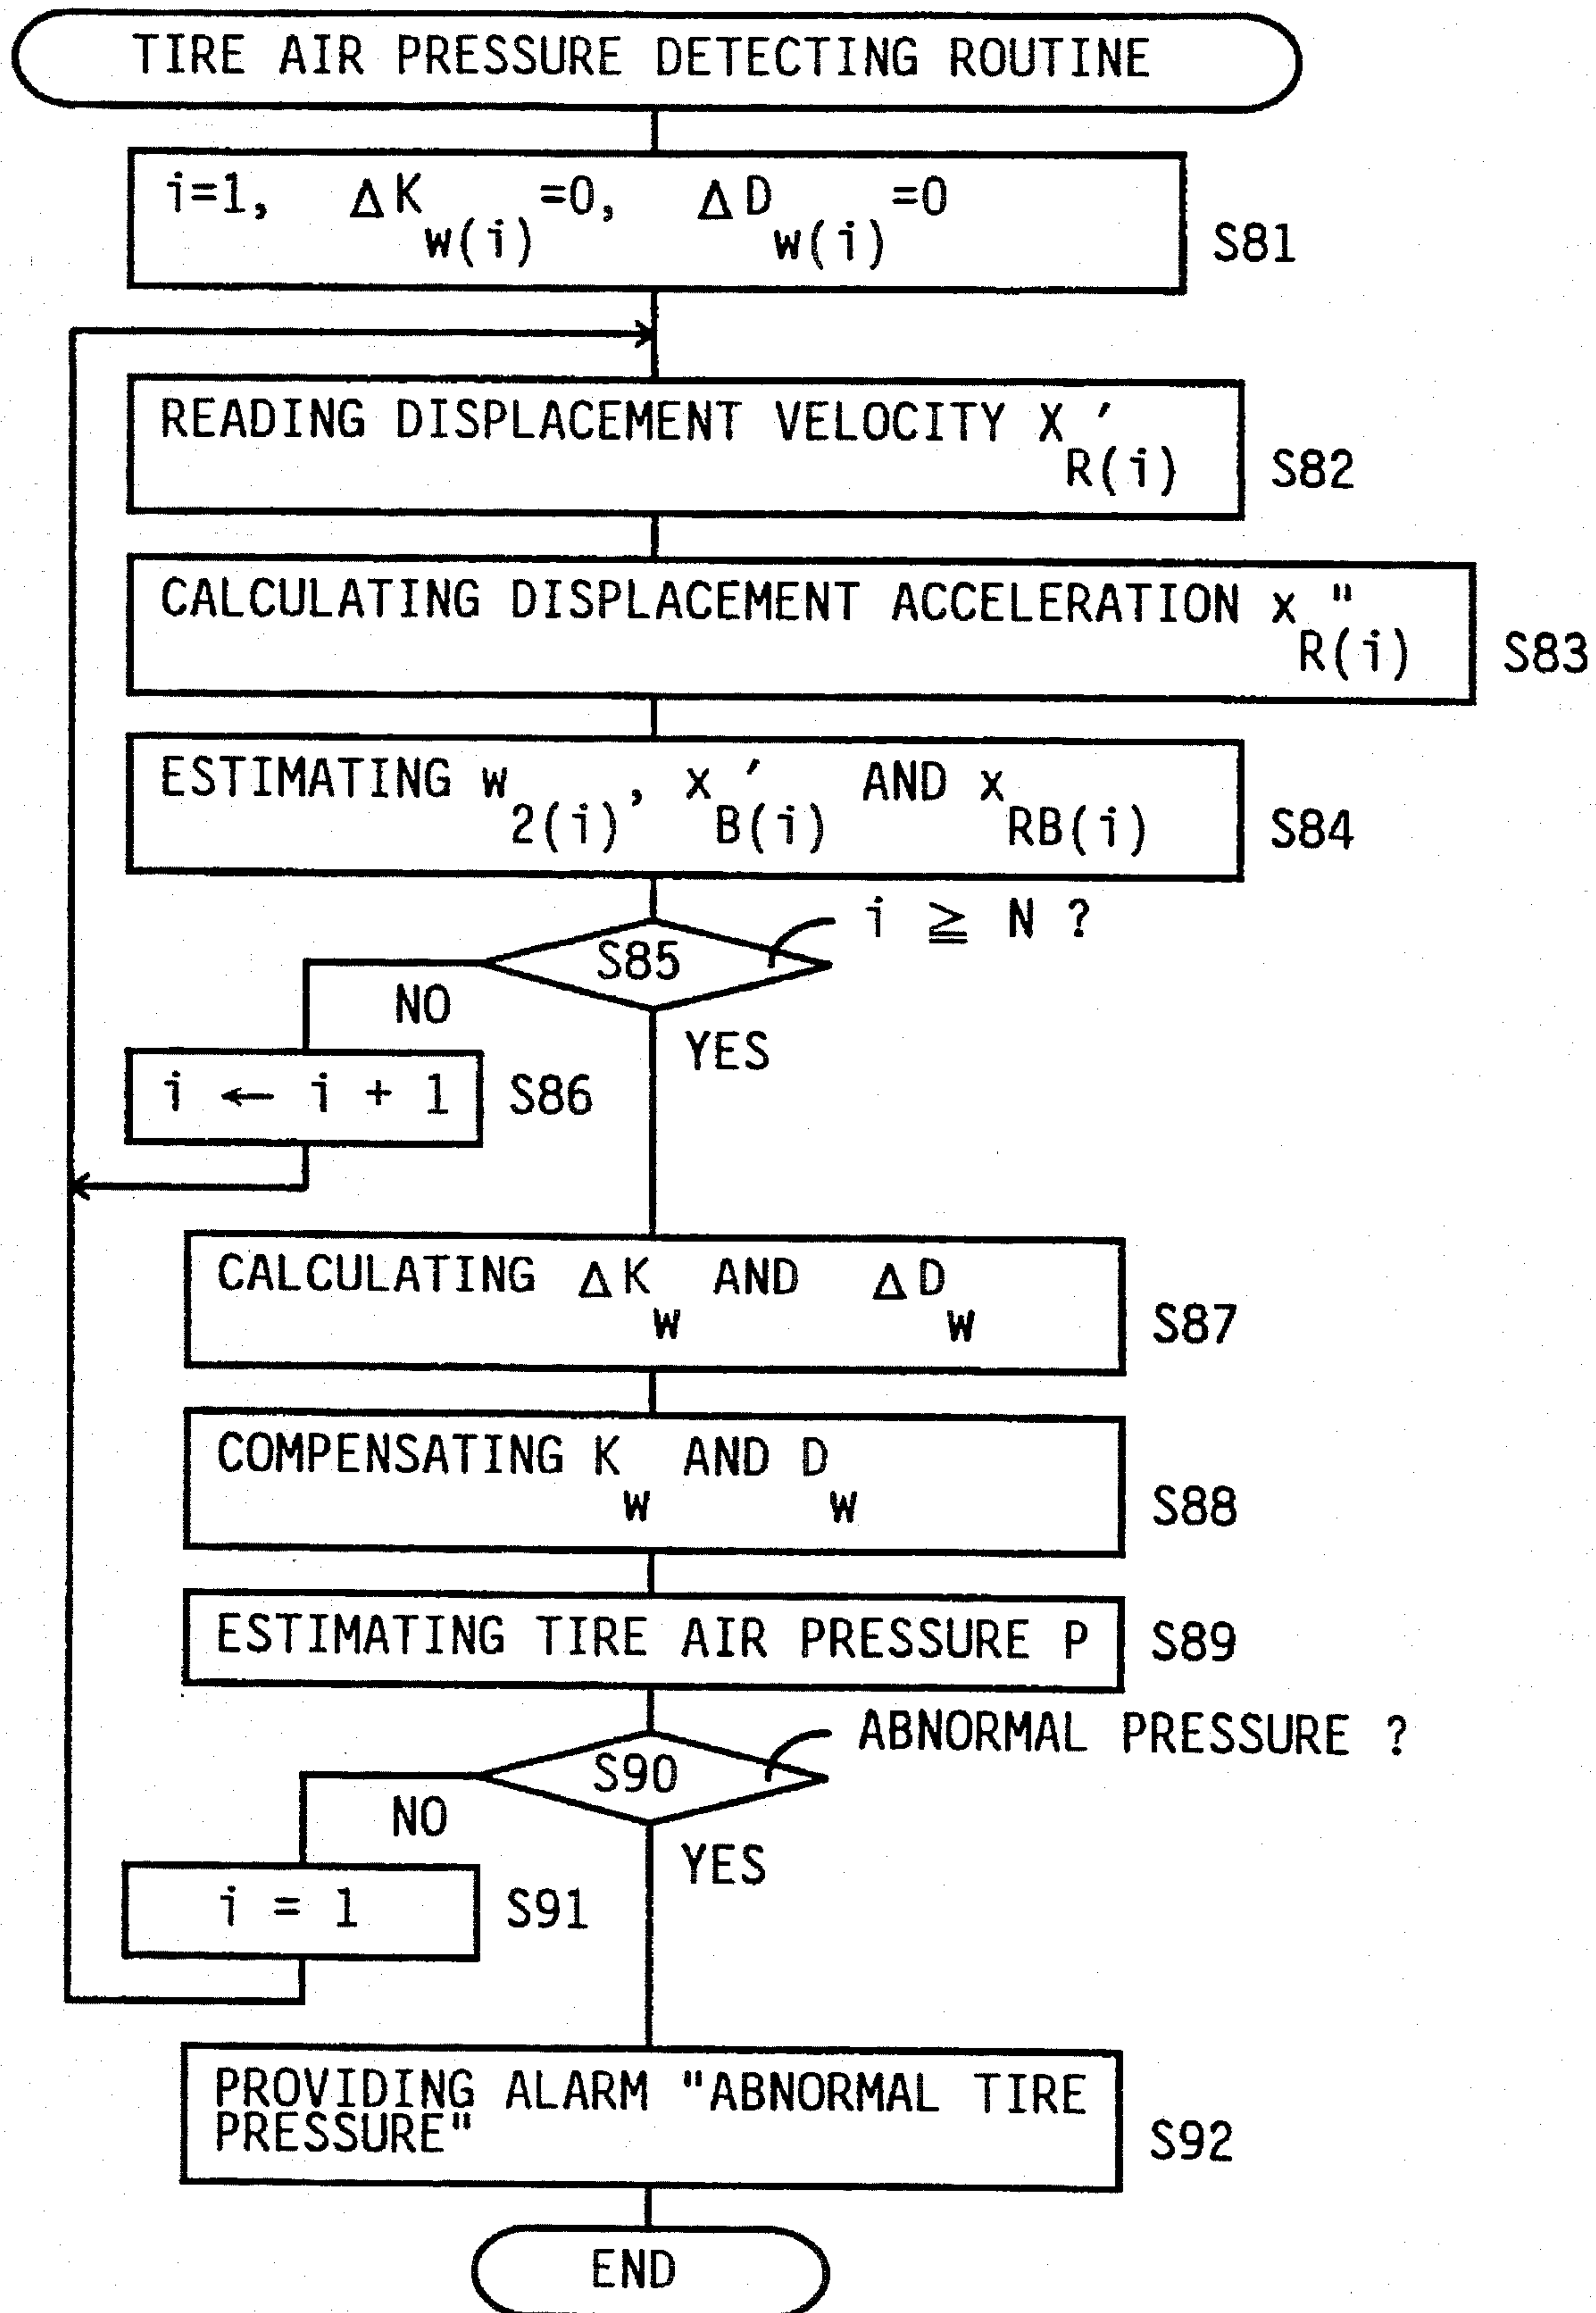 TIRE AIR PRESSURE DETECTING ROUTINE
i=1, ΔK w(i) =0, ΔD w(i) =0
S81
READING DISPLACEMENT VELOCITY X ′ R(i)
S82
CALCULATING DISPLACEMENT ACCELERATION x " R(i)
S83
ESTIMATING w 2(i), x ′ B(i) AND x RB(i)
S84
i ≧ N ?
S85
NO
YES
i ← i + 1
S86
CALCULATING ΔK w AND ΔD w
S87
COMPENSATING K w AND D w
S88
ESTIMATING TIRE AIR PRESSURE P
S89
ABNORMAL PRESSURE ?
S90
NO
YES
i = 1
S91
PROVIDING ALARM "ABNORMAL TIRE
PRESSURE"
S92
END